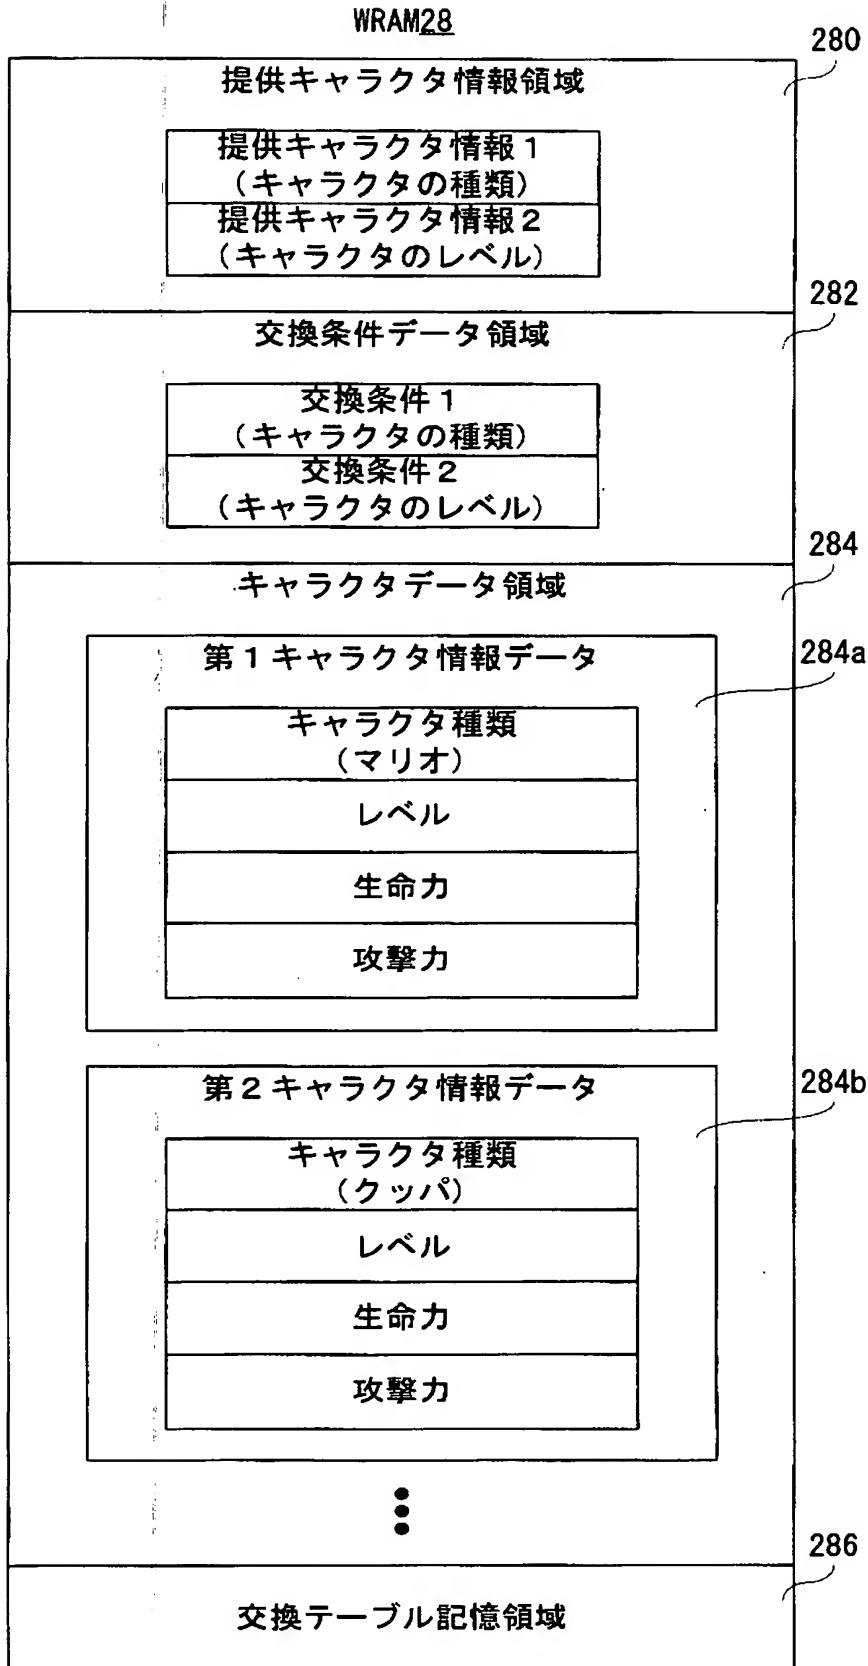 WRAM28
280
提供キャラクタ情報領域
提供キャラクタ情報１
（キャラクタの種類）
提供キャラクタ情報２
（キャラクタのレベル）
282
交換条件データ領域
交換条件１
（キャラクタの種類）
交換条件２
（キャラクタのレベル）
284
キャラクタデータ領域
284a
第１キャラクタ情報データ
キャラクタ種類
（マリオ）
レベル
生命力
攻撃力
284b
第２キャラクタ情報データ
キャラクタ種類
（クッパ）
レベル
生命力
攻撃力
286
交換テーブル記憶領域